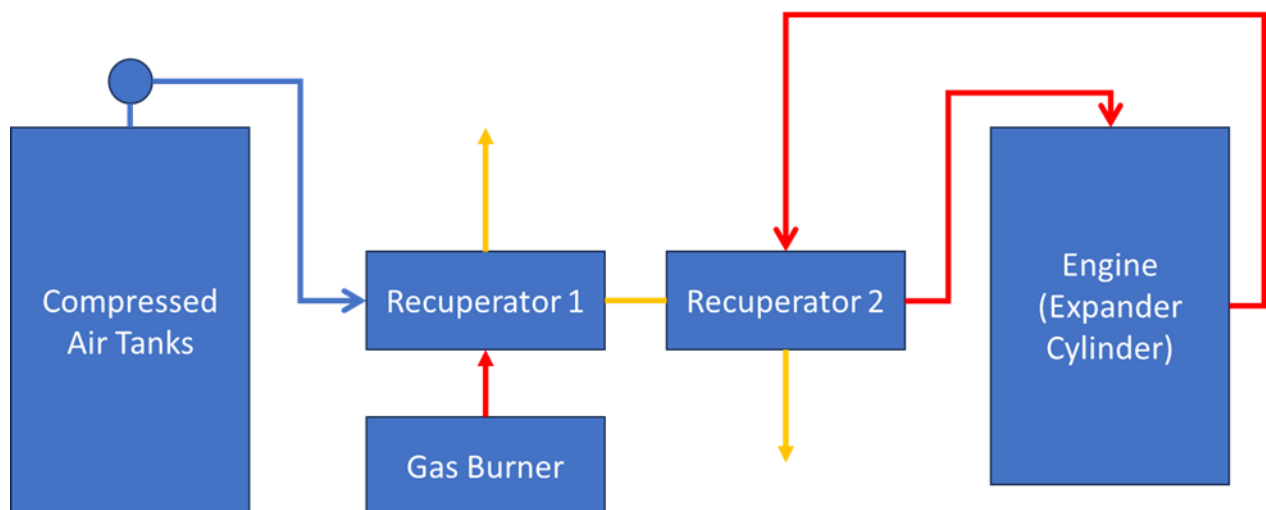 Compressed
Air Tanks
Recuperator 1
Gas Burner
Recuperator 2
Engine
(Expander
Cylinder)